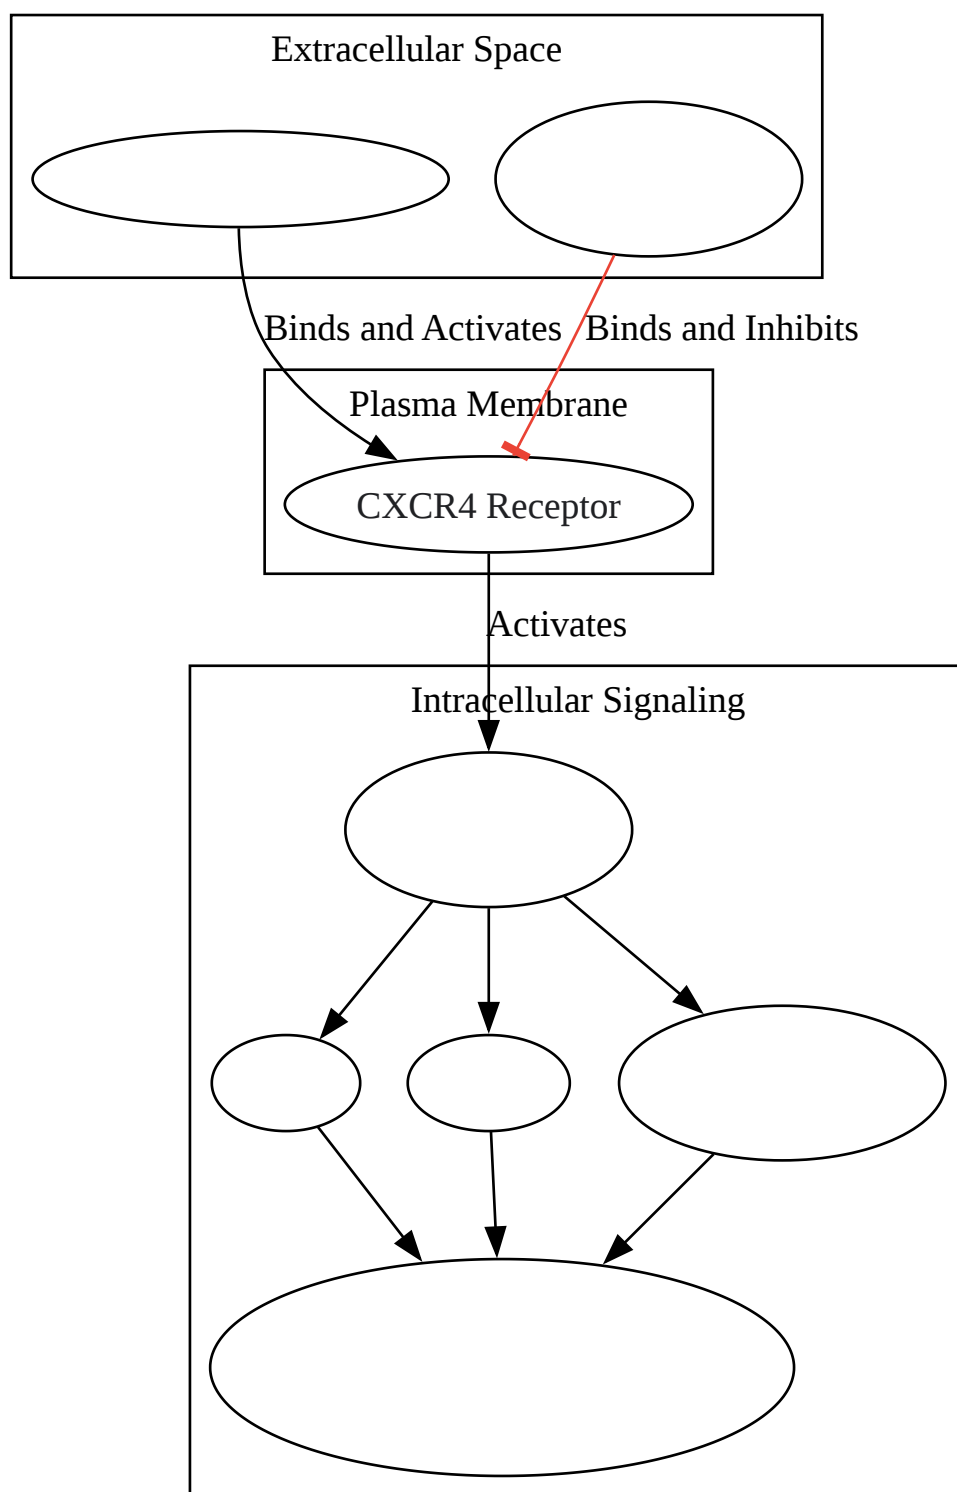 Extracellular Space
Binds and Activates
Binds and Inhibits
Plasma Membrane
CXCR4 Receptor
Activates
Intracellular Signaling